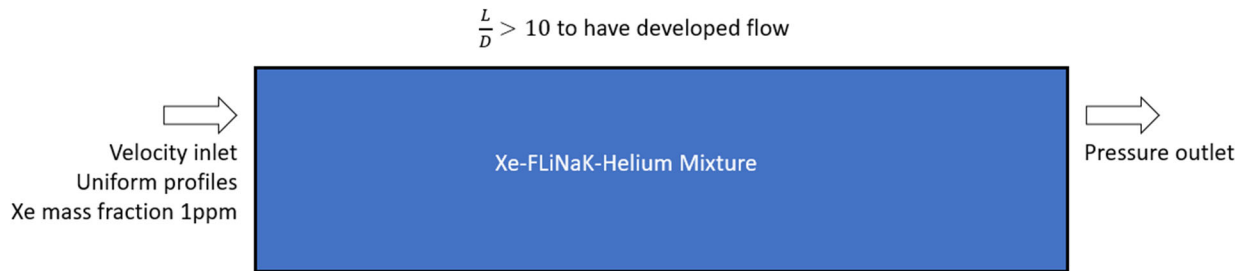 L/D > 10 to have developed flow
Velocity inlet
Uniform profiles
Xe mass fraction 1ppm
Xe-FLiNaK-Helium Mixture
Pressure outlet